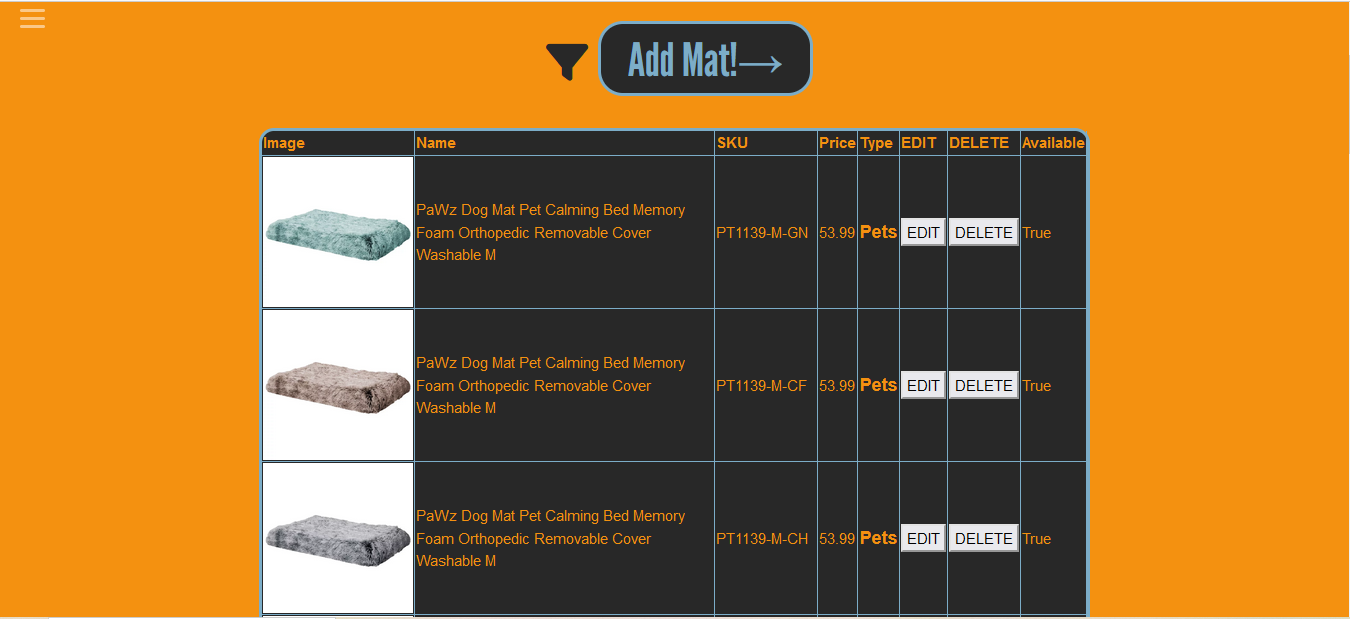 Add Mat!→
Image Name SKU Price Type EDIT DELETE Available
PaWz Dog Mat Pet Calming Bed Memory
Foam Orthopedic Removable Cover
Washable M
PT1139-M-GN 53.99 Pets EDIT DELETE True
PaWz Dog Mat Pet Calming Bed Memory
Foam Orthopedic Removable Cover
Washable M
PT1139-M-CF 53.99 Pets EDIT DELETE True
PaWz Dog Mat Pet Calming Bed Memory
Foam Orthopedic Removable Cover
Washable M
PT1139-M-CH 53.99 Pets EDIT DELETE True